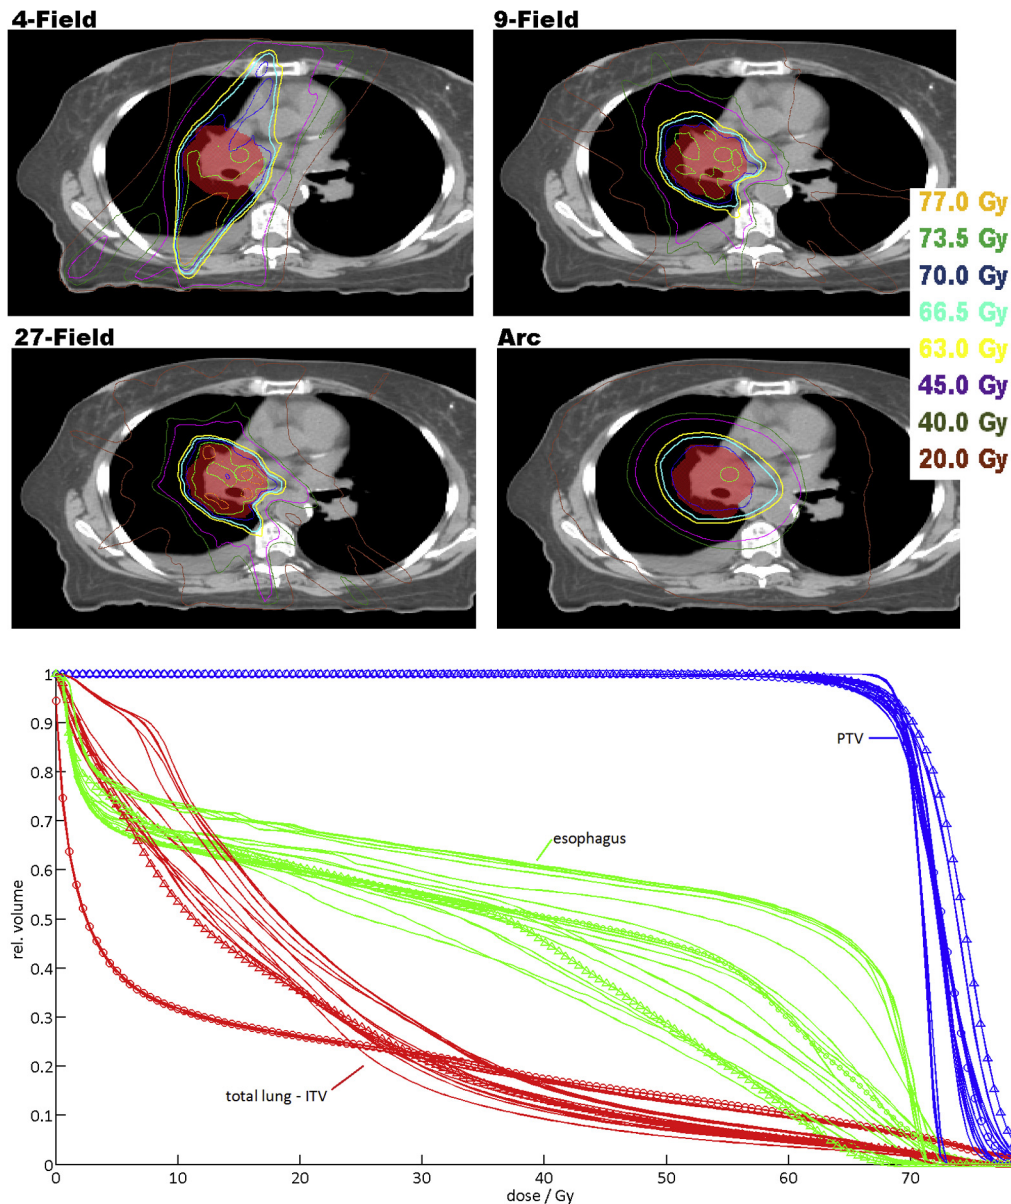 4-Field
9-Field
77.0 Gy
73.5 Gy
70.0 Gy
66.5 Gy
63.0 Gy
45.0 Gy
40.0 Gy
20.0 Gy
27-Field
Arc
1
0.9
0.8
0.7
0.6
0.5
0.4
0.3
0.2
0.1
0
rel. volume
PTV
esophagus
total lung - ITV
0 10 20 30 40 50 60 70
dose / Gy